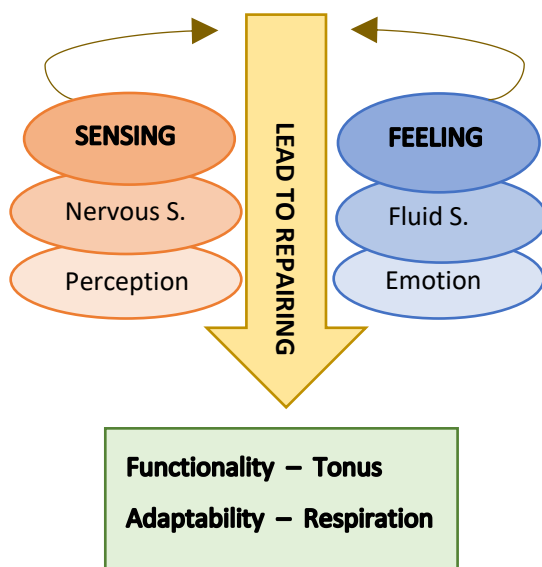 SENSING
Nervous S.
Perception
LEAD TO REPAIRING
FEELING
Fluid S.
Emotion
Functionality – Tonus
Adaptability – Respiration